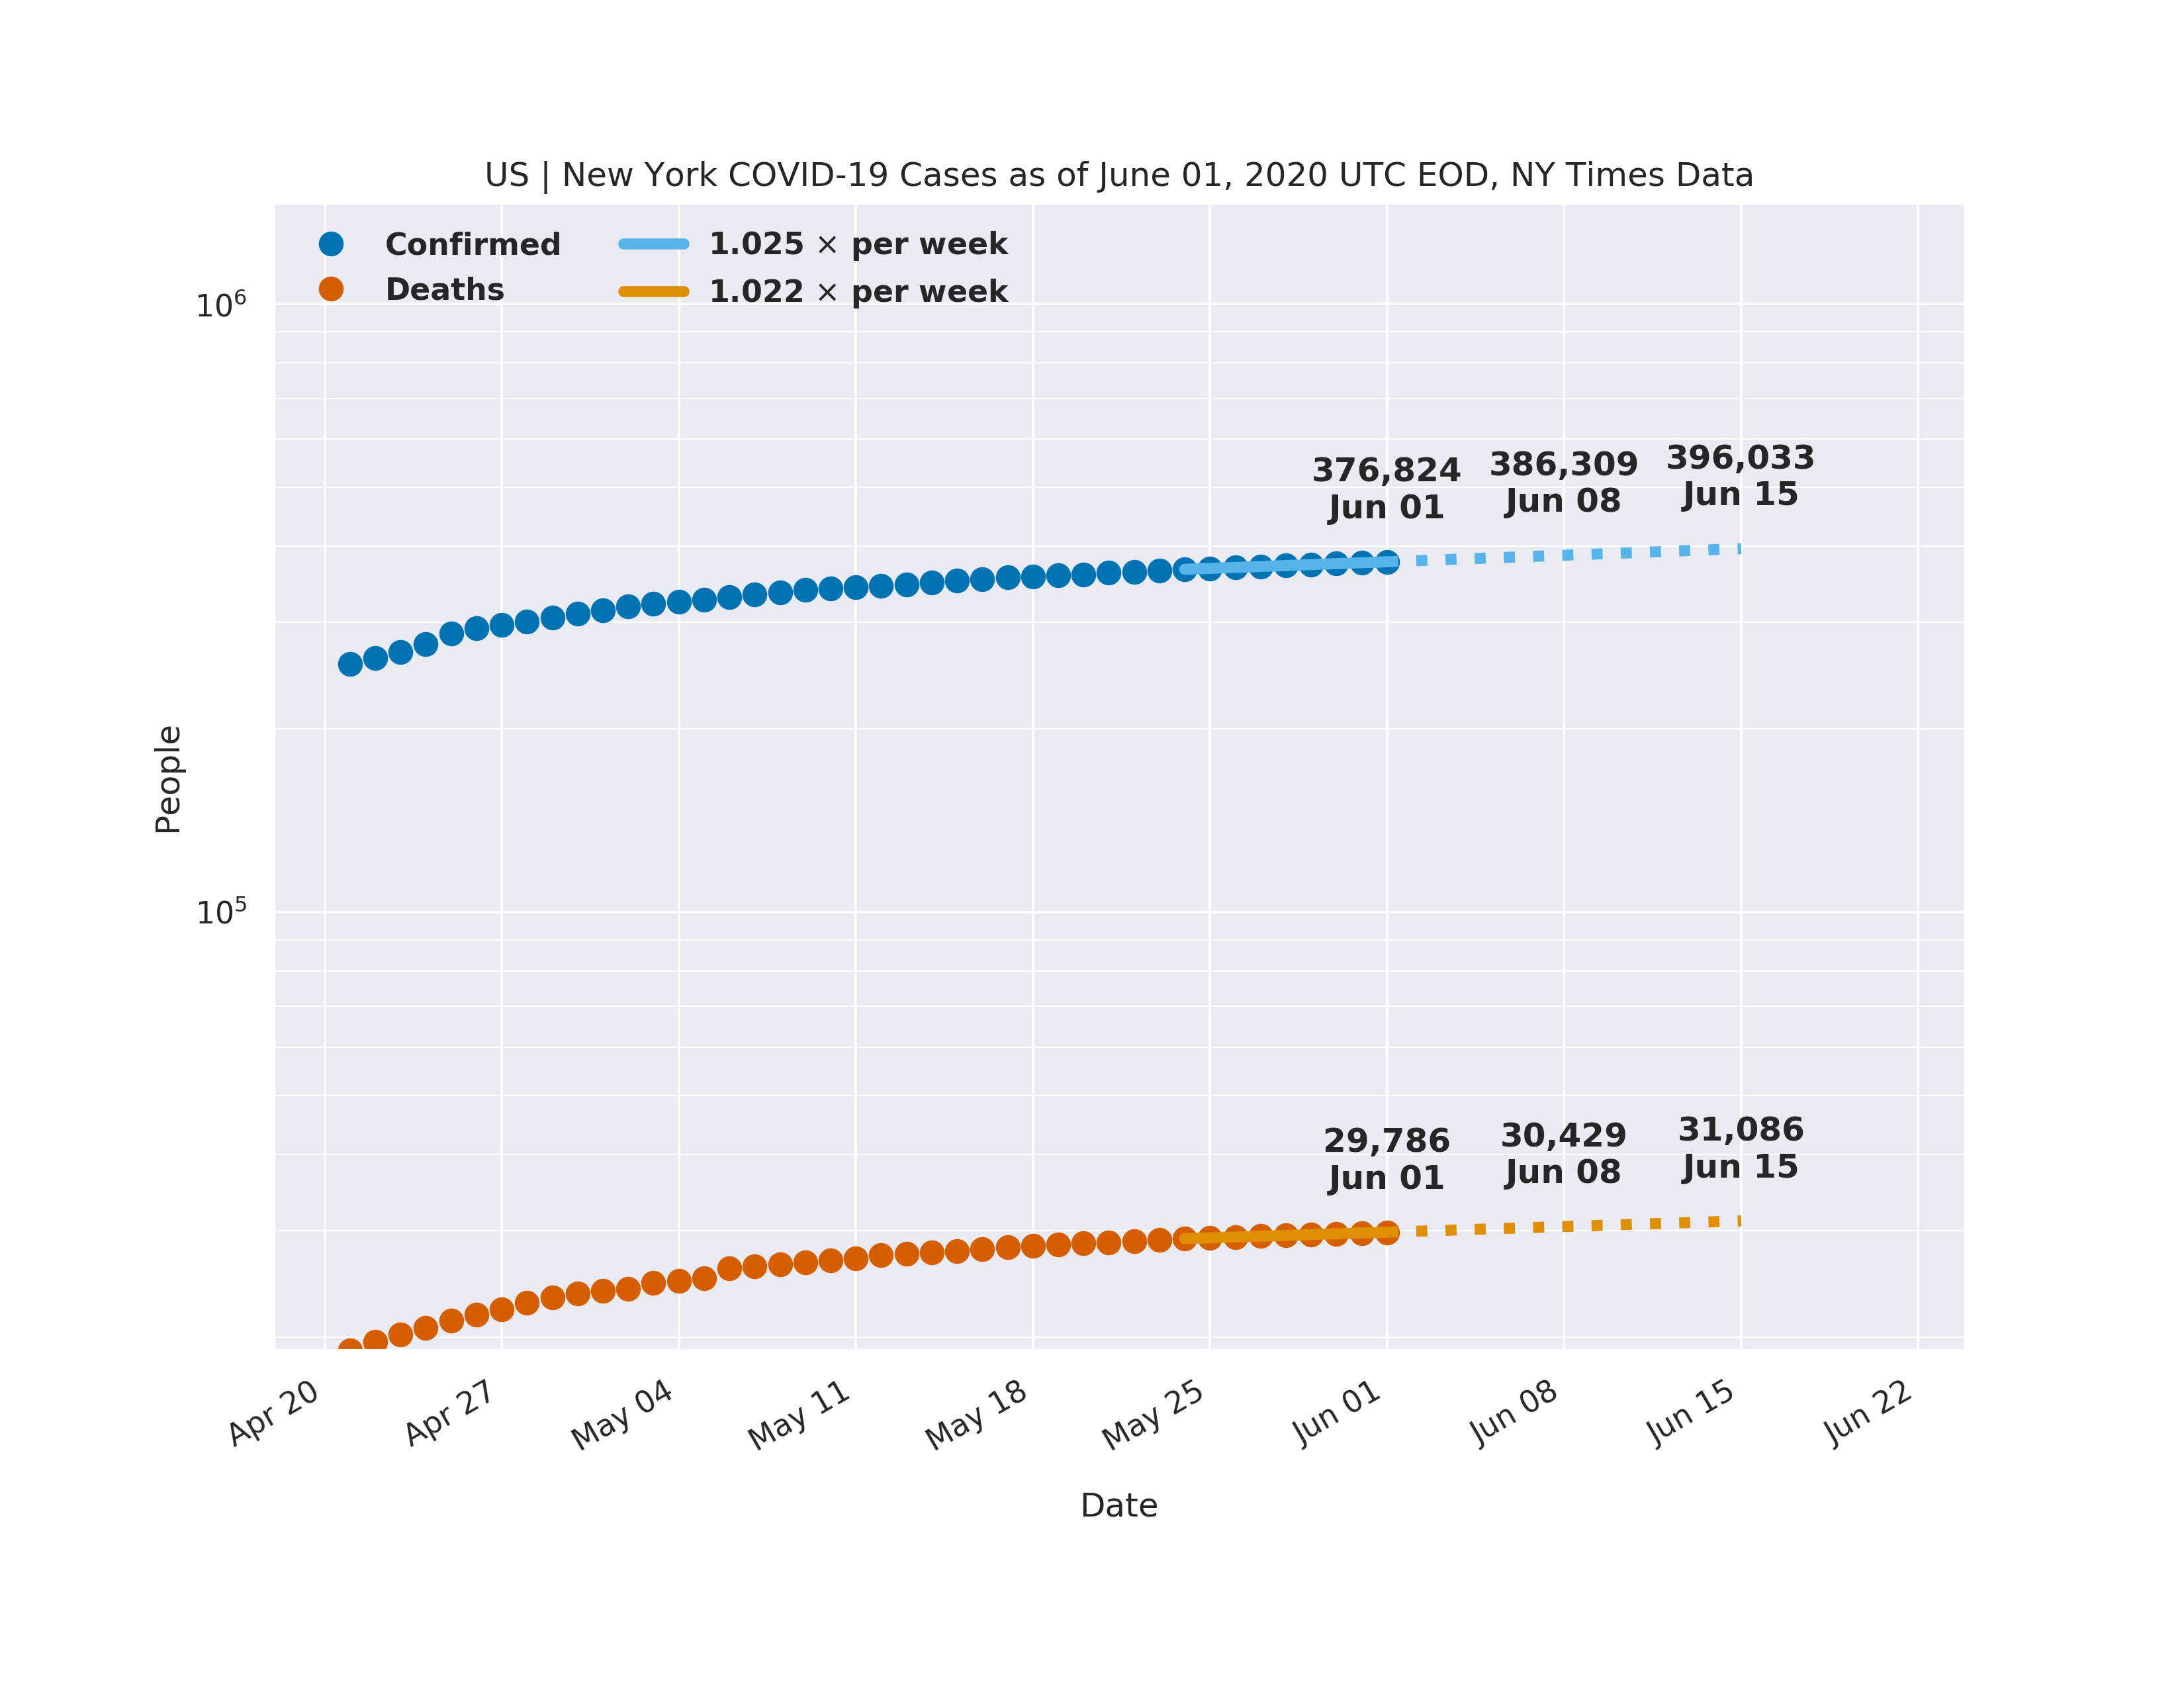 US | New York COVID-19 Cases as of June 01, 2020 UTC EOD, NY Times Data
Confirmed
Deaths
1.025 × per week
1.022 × per week
10⁶
10⁵
People
376,824
Jun 01
386,309
Jun 08
396,033
Jun 15
29,786
Jun 01
30,429
Jun 08
31,086
Jun 15
Apr 20
Apr 27
May 04
May 11
May 18
May 25
Jun 01
Jun 08
Jun 15
Jun 22
Date